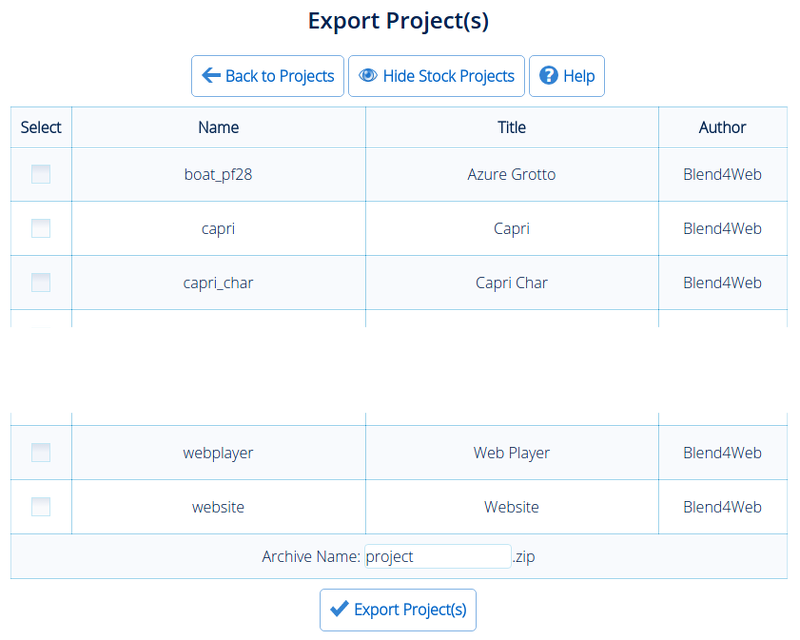 Export Project(s)
Back to Projects Hide Stock Projects Help
Select Name Title Author
boat_pf28 Azure Grotto Blend4Web
capri Capri Blend4Web
capri_char Capri Char Blend4Web
webplayer Web Player Blend4Web
website Website Blend4Web
Archive Name: project .zip
Export Project(s)